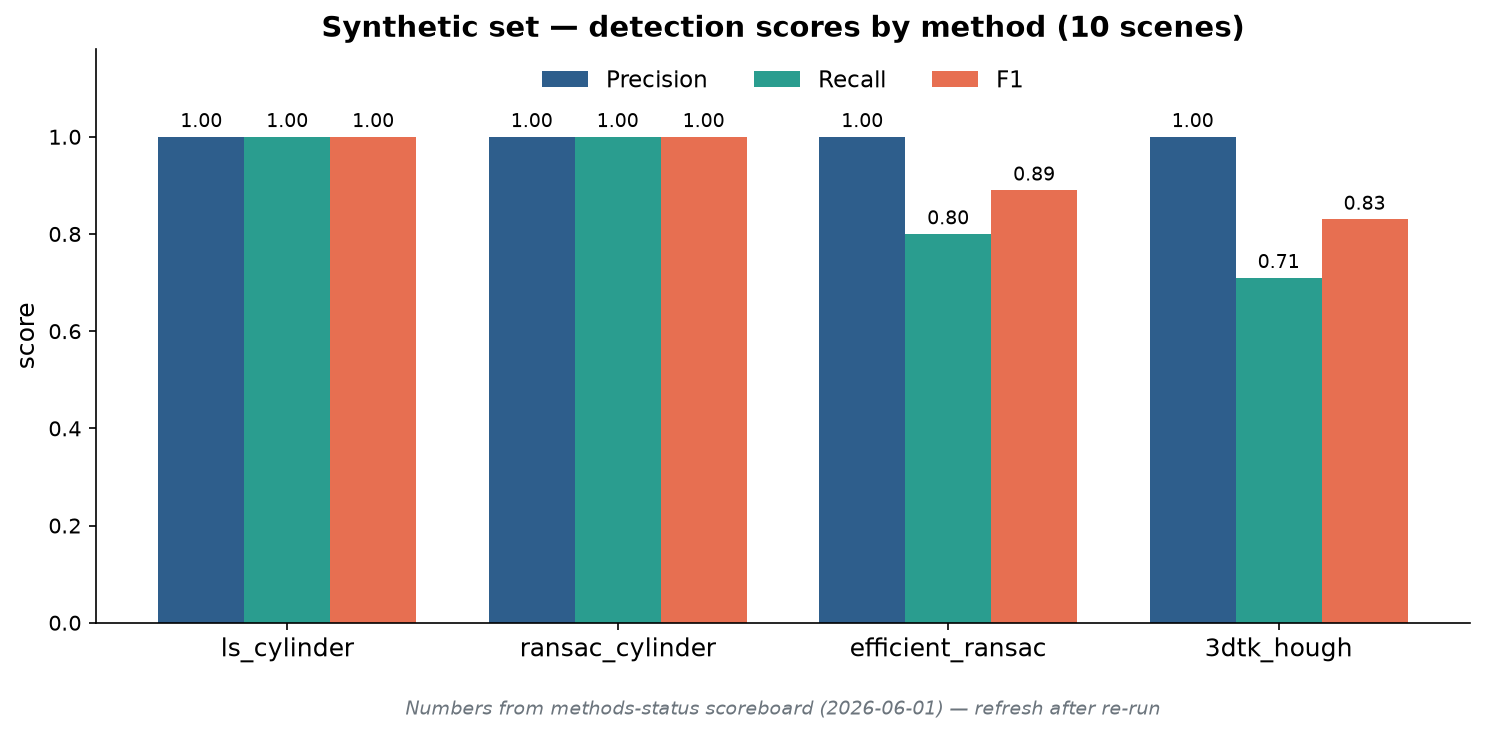 Synthetic set — detection scores by method (10 scenes)
Precision Recall F1
1.00 1.00 1.00 1.00 1.00 1.00 1.00 0.80 0.89 1.00 0.71 0.83
1.0
0.8
0.6
0.4
0.2
0.0
score
ls_cylinder ransac_cylinder efficient_ransac 3dtk_hough
Numbers from methods-status scoreboard (2026-06-01) — refresh after re-run